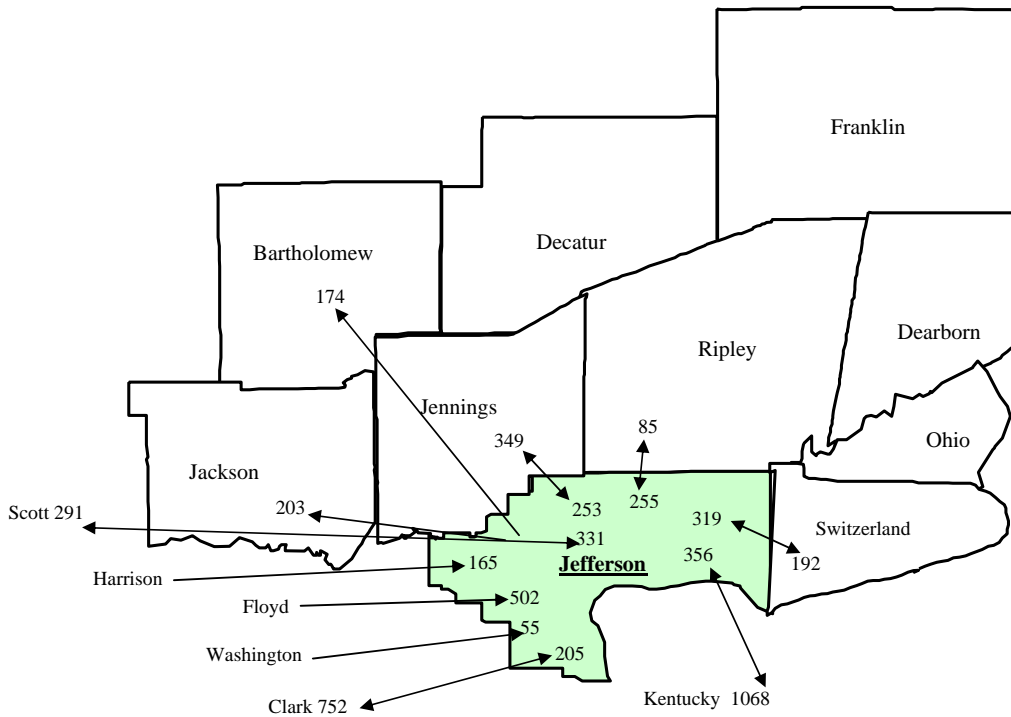 Franklin
Decatur
Bartholomew
174
Dearborn
Ripley
Jennings
85
349
Ohio
Jackson
255
203
253
Scott 291
319
Switzerland
331
356
192
Jefferson
Harrison
165
Floyd
502
55
Washington
205
Clark 752
Kentucky 1068